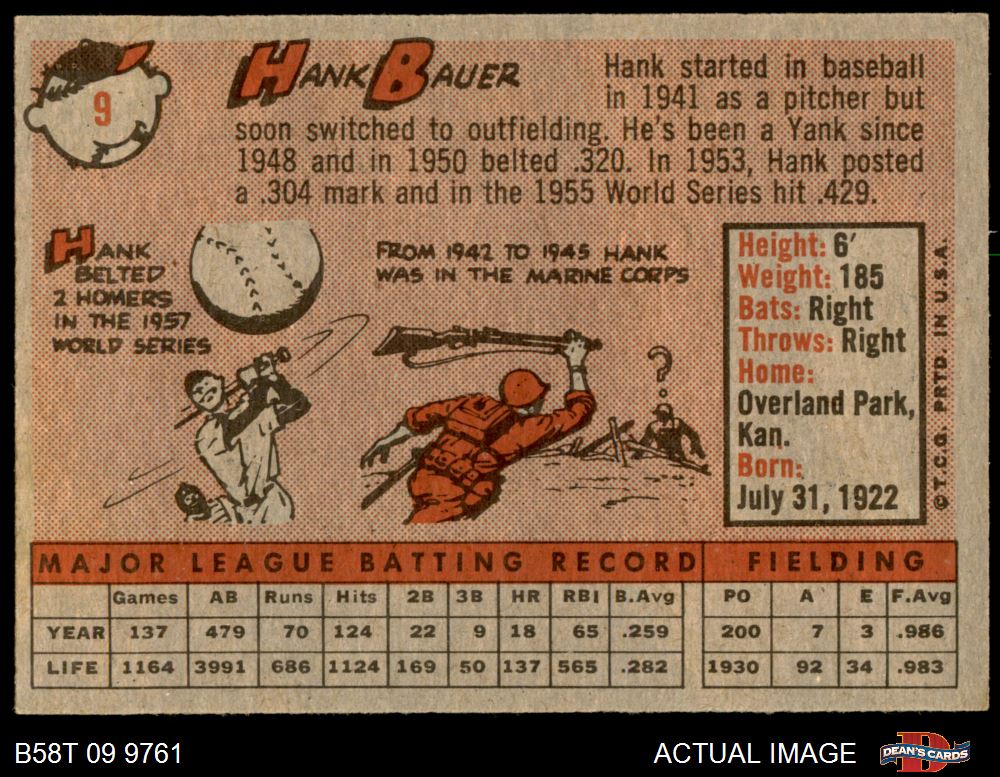 9
HANK BAUER
Hank started in baseball
in 1941 as a pitcher but
soon switched to outfielding. He's been a Yank since
1948 and in 1950 belted .320. In 1953, Hank posted
a .304 mark and in the 1955 World Series hit .429.
HANK
BELTED
2 HOMERS
IN THE 1957
WORLD SERIES
FROM 1942 TO 1945 HANK
WAS IN THE MARINE CORPS
?
Height: 6'
Weight: 185
Bats: Right
Throws: Right
Home:
Overland Park,
Kan.
Born:
July 31, 1922
© T.C.G. PRTD. IN U.S.A.
MAJOR LEAGUE BATTING RECORD FIELDING
Games AB Runs Hits 2B 3B HR RBI B.Avg PO A E F.Avg
YEAR 137 479 70 124 22 9 18 65 .259 200 7 3 .986
LIFE 1164 3991 686 1124 169 50 137 565 .282 1930 92 34 .983
B58T 09 9761
ACTUAL IMAGE
D
DEAN'S CARDS